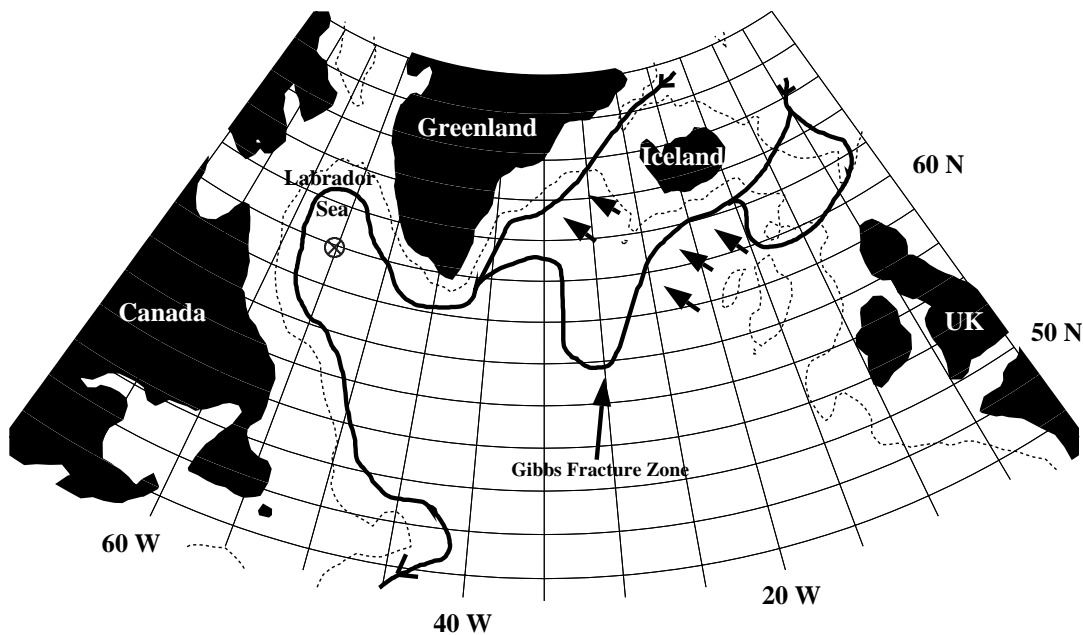 Greenland
Iceland
60 N
Labrador
Sea
Canada
UK
50 N
Gibbs Fracture Zone
60 W
20 W
40 W